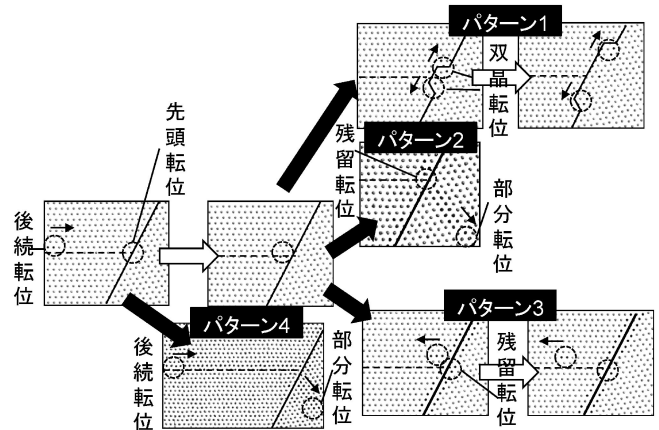 パターン1
双晶転位
パターン2
残留転位
部分転位
先頭転位
後続転位
パターン3
残留転位
パターン4
後続転位
部分転位